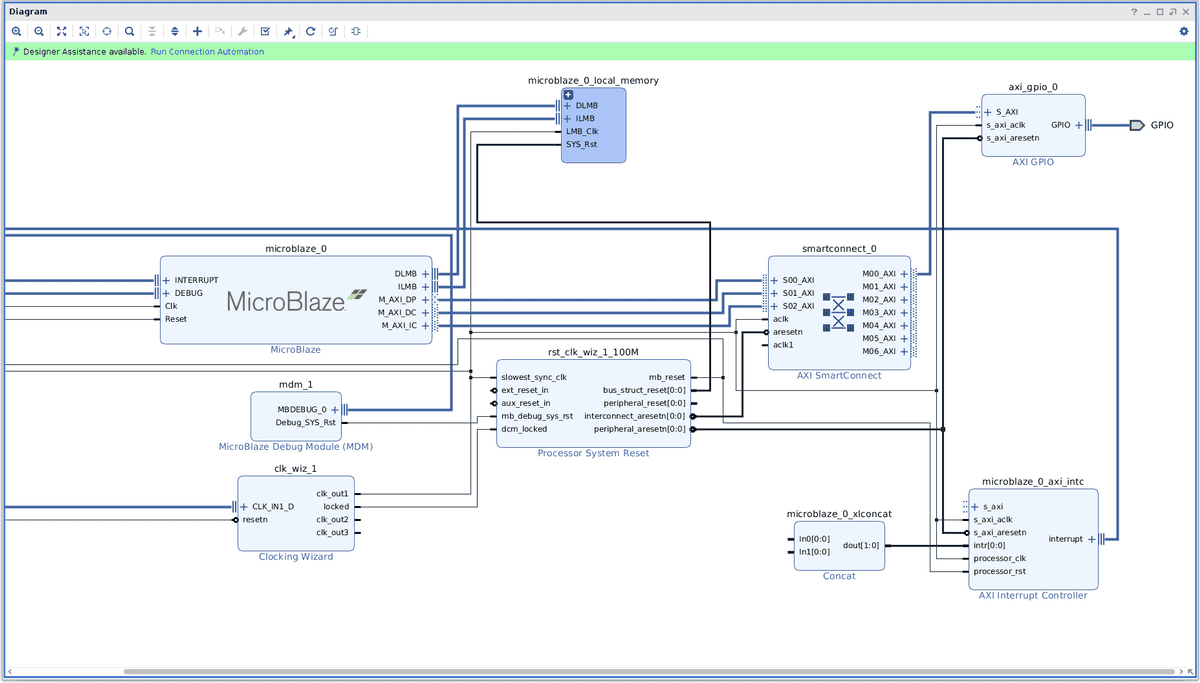 Diagram
Designer Assistance available. Run Connection Automation
microblaze_0_local_memory
DLMB
ILMB
LMB_Clk
SYS_Rst
axi_gpio_0
S_AXI
s_axi_aclk
s_axi_aresetn
GPIO
AXI GPIO
GPIO
microblaze_0
INTERRUPT
DEBUG
Clk
Reset
MicroBlaze
DLMB
ILMB
M_AXI_DP
M_AXI_DC
M_AXI_IC
MicroBlaze
smartconnect_0
S00_AXI
S01_AXI
S02_AXI
aclk
aresetn
aclk1
M00_AXI
M01_AXI
M02_AXI
M03_AXI
M04_AXI
M05_AXI
M06_AXI
AXI SmartConnect
rst_clk_wiz_1_100M
slowest_sync_clk
ext_reset_in
aux_reset_in
mb_debug_sys_rst
dcm_locked
mb_reset
bus_struct_reset[0:0]
peripheral_reset[0:0]
interconnect_aresetn[0:0]
peripheral_aresetn[0:0]
Processor System Reset
mdm_1
MBDEBUG_0
Debug_SYS_Rst
MicroBlaze Debug Module (MDM)
clk_wiz_1
CLK_IN1_D
resetn
clk_out1
locked
clk_out2
clk_out3
Clocking Wizard
microblaze_0_xlconcat
In0[0:0]
In1[0:0]
dout[1:0]
Concat
microblaze_0_axi_intc
s_axi
s_axi_aclk
s_axi_aresetn
intr[0:0]
processor_clk
processor_rst
interrupt
AXI Interrupt Controller